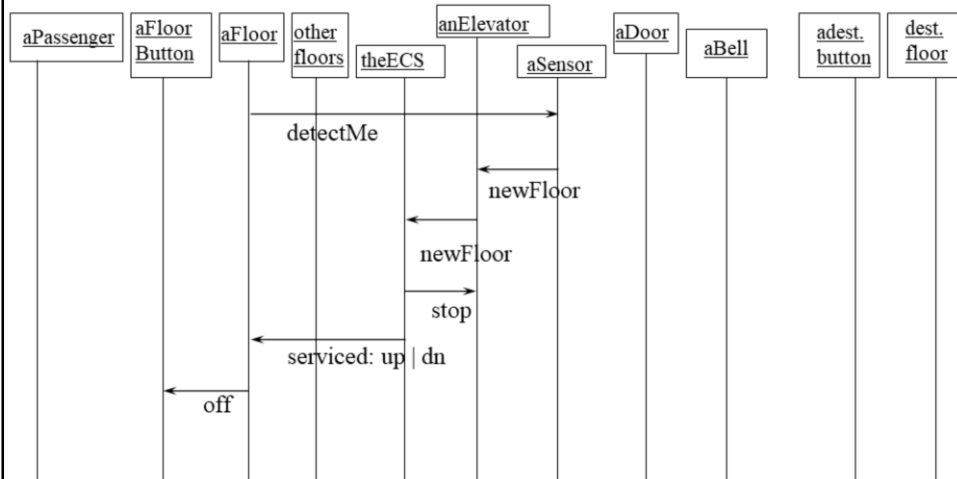 aPassenger
aFloor
Button
aFloor
other
floors
theECS
anElevator
aSensor
aDoor
aBell
adest.
button
dest.
floor
detectMe
newFloor
newFloor
stop
serviced: up | dn
off